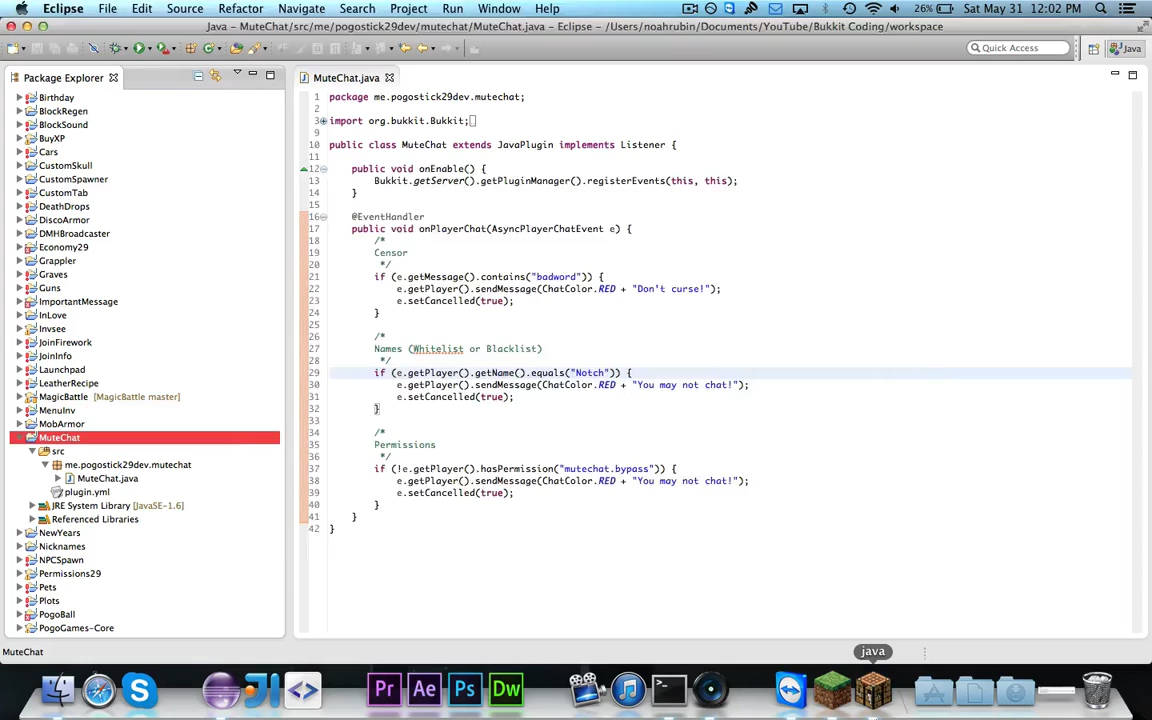 Eclipse File Edit Source Refactor Navigate Search Project Run Window Help 26% Sat May 31 12:02 PM
Java – MuteChat/src/me/pogostick29dev/mutechat/MuteChat.java – Eclipse – /Users/noahrubin/Documents/YouTube/Bukkit Coding/workspace
Quick Access
Java
Package Explorer
Birthday
BlockRegen
BlockSound
BuyXP
Cars
CustomSkull
CustomSpawner
CustomTab
DeathDrops
DiscoArmor
DMHBroadcaster
Economy29
Grappler
Graves
Guns
ImportantMessage
InLove
Invsee
JoinFirework
JoinInfo
Launchpad
LeatherRecipe
MagicBattle [MagicBattle master]
MenuInv
MobArmor
MuteChat
src
me.pogostick29dev.mutechat
MuteChat.java
plugin.yml
JRE System Library [JavaSE-1.6]
Referenced Libraries
NewYears
Nicknames
NPCSpawn
Permissions29
Pets
Plots
PogoBall
PogoGames-Core
MuteChat.java
1 package me.pogostick29dev.mutechat;
2
3 import org.bukkit.Bukkit;
9
10 public class MuteChat extends JavaPlugin implements Listener {
11
12 public void onEnable() {
13 Bukkit.getServer().getPluginManager().registerEvents(this, this);
14 }
15
16 @EventHandler
17 public void onPlayerChat(AsyncPlayerChatEvent e) {
18 /*
19 Censor
20 */
21 if (e.getMessage().contains("badword")) {
22 e.getPlayer().sendMessage(ChatColor.RED + "Don't curse!");
23 e.setCancelled(true);
24 }
25
26 /*
27 Names (Whitelist or Blacklist)
28 */
29 if (e.getPlayer().getName().equals("Notch")) {
30 e.getPlayer().sendMessage(ChatColor.RED + "You may not chat!");
31 e.setCancelled(true);
32 }
33
34 /*
35 Permissions
36 */
37 if (!e.getPlayer().hasPermission("mutechat.bypass")) {
38 e.getPlayer().sendMessage(ChatColor.RED + "You may not chat!");
39 e.setCancelled(true);
40 }
41 }
42 }
MuteChat
java
Pr Ae Ps Dw